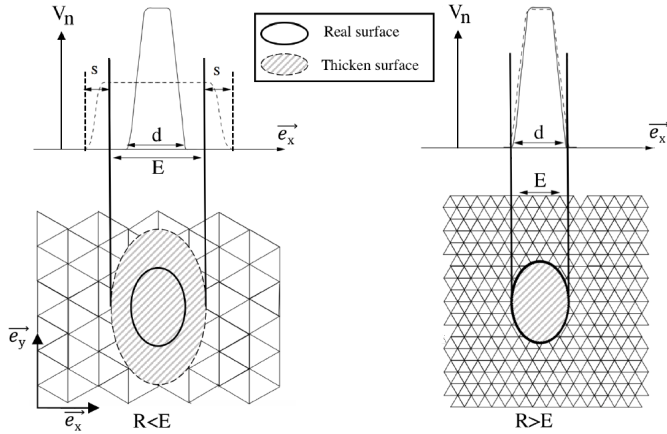 V_n
s
s
d
E
e_x
Real surface
Thicken surface
V_n
d
e_x
E
e_y
e_x
R<E
R>E